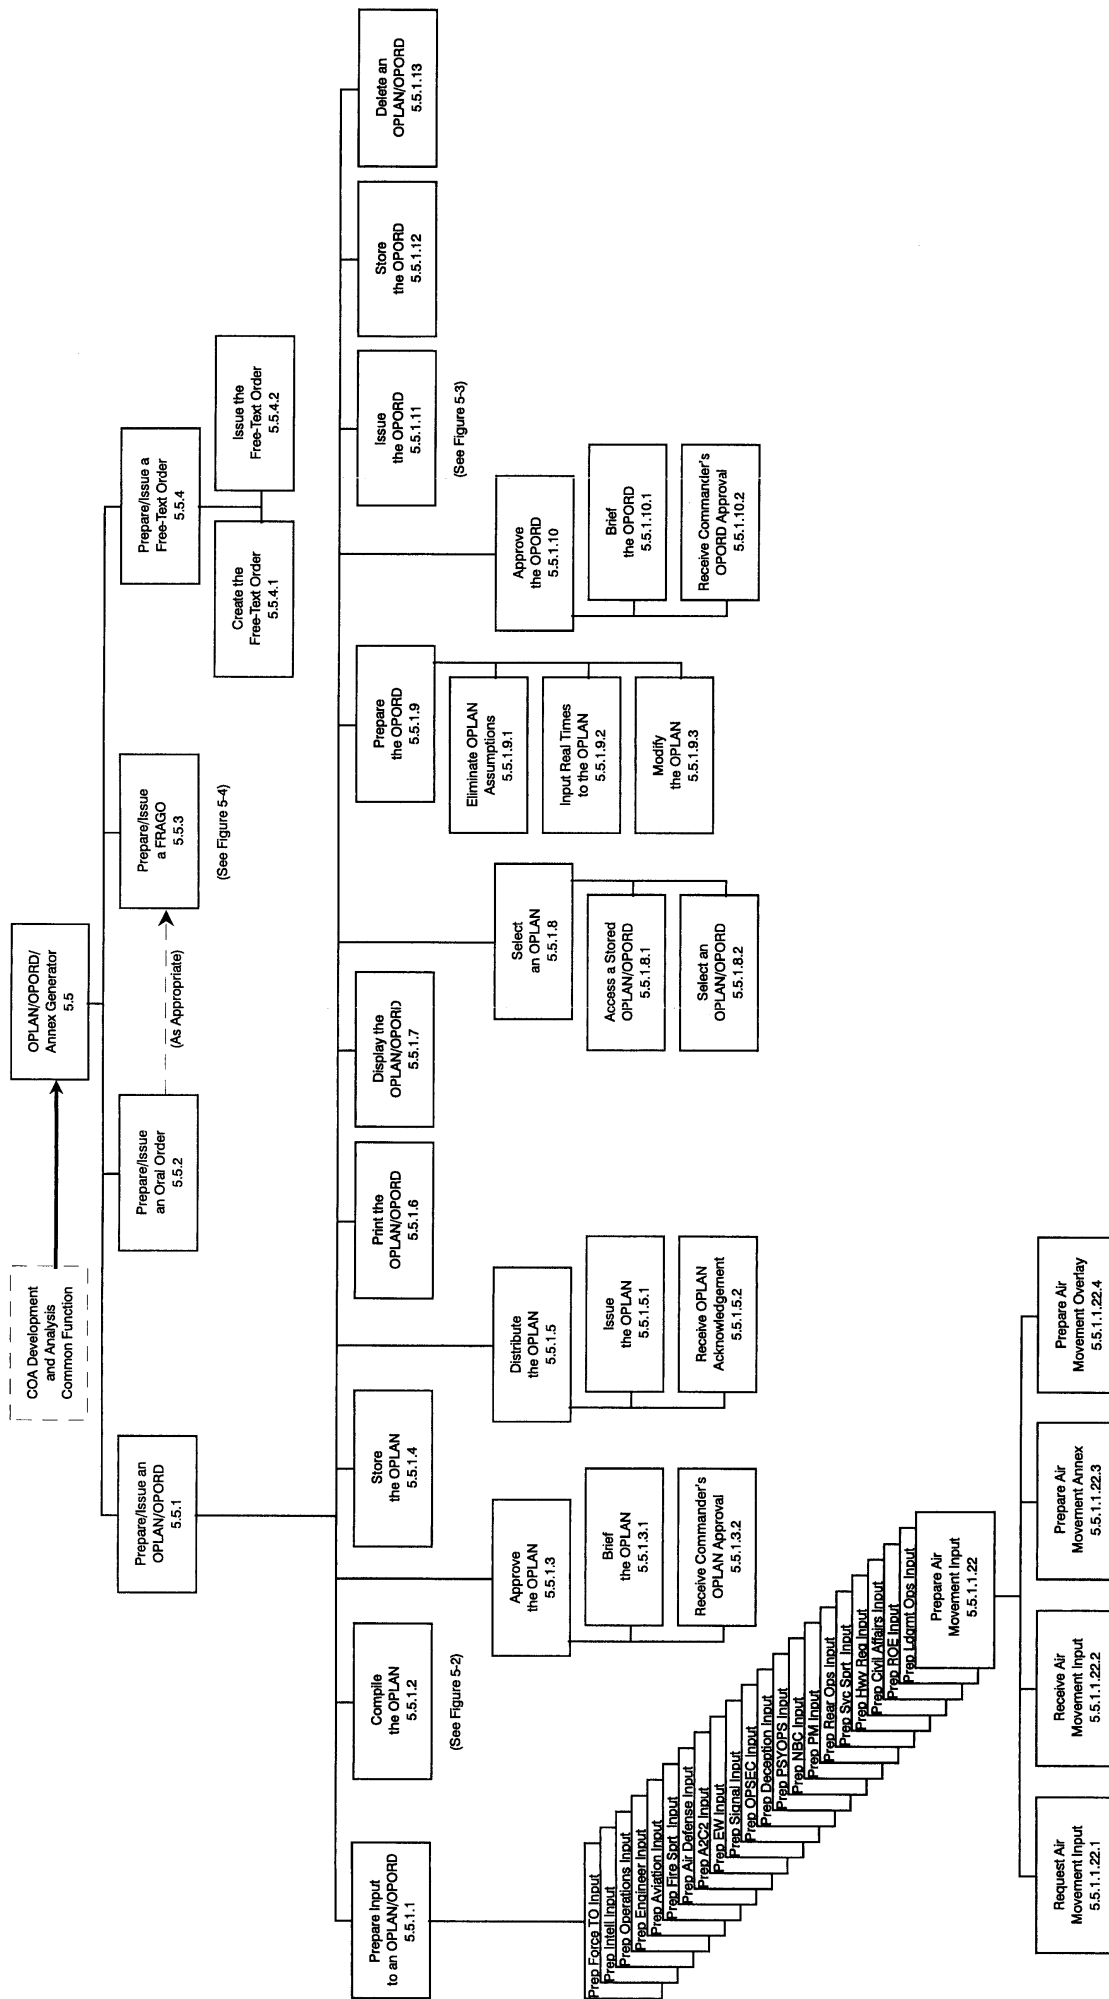 COA Development
and Analysis
Common Function
OPLAN/OPORD/
Annex Generator
5.5
Prepare/Issue an
OPLAN/OPORD
5.5.1
Prepare/Issue
an Oral Order
5.5.2
(As Appropriate)
Prepare/Issue
a FRAGO
5.5.3
(See Figure 5-4)
Prepare/Issue a
Free-Text Order
5.5.4
Create the
Free-Text Order
5.5.4.1
Issue the
Free-Text Order
5.5.4.2
Prepare Input
to an OPLAN/OPORD
5.5.1.1
Compile
the OPLAN
5.5.1.2
(See Figure 5-2)
Approve
the OPLAN
5.5.1.3
Brief
the OPLAN
5.5.1.3.1
Receive Commander's
OPLAN Approval
5.5.1.3.2
Store
the OPLAN
5.5.1.4
Distribute
the OPLAN
5.5.1.5
Issue
the OPLAN
5.5.1.5.1
Receive OPLAN
Acknowledgement
5.5.1.5.2
Print the
OPLAN/OPORD
5.5.1.6
Display the
OPLAN/OPORD
5.5.1.7
Select
an OPLAN
5.5.1.8
Access a Stored
OPLAN/OPORD
5.5.1.8.1
Select an
OPLAN/OPORD
5.5.1.8.2
Prepare
the OPORD
5.5.1.9
Eliminate OPLAN
Assumptions
5.5.1.9.1
Input Real Times
to the OPLAN
5.5.1.9.2
Modify
the OPLAN
5.5.1.9.3
Approve
the OPORD
5.5.1.10
Brief
the OPORD
5.5.1.10.1
Receive Commander's
OPORD Approval
5.5.1.10.2
Issue
the OPORD
5.5.1.11
(See Figure 5-3)
Store
the OPORD
5.5.1.12
Delete an
OPLAN/OPORD
5.5.1.13
Prep Force TO Input
Prep Intell Input
Prep Operations Input
Prep Engineer Input
Prep Aviation Input
Prep Fire Sprt Input
Prep Air Defense Input
Prep A2C2 Input
Prep EW Input
Prep Signal Input
Prep OPSEC Input
Prep Deception Input
Prep PSYOPS Input
Prep NBC Input
Prep PM Input
Prep Rear Ops Input
Prep Svc Sprt Input
Prep Hwy Reg Input
Prep Civil Affairs Input
Prep ROE Input
Prep Ldgmt Ops Input
Prepare Air
Movement Input
5.5.1.1.22
Request Air
Movement Input
5.5.1.1.22.1
Receive Air
Movement Input
5.5.1.1.22.2
Prepare Air
Movement Annex
5.5.1.1.22.3
Prepare Air
Movement Overlay
5.5.1.1.22.4